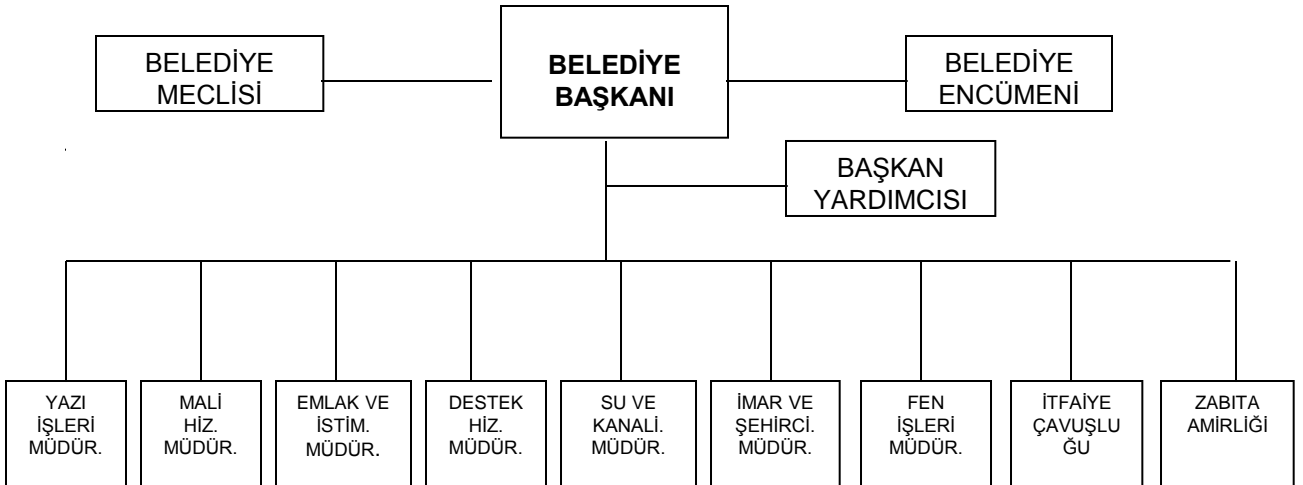 BELEDİYE
MECLİSİ
BELEDİYE
BAŞKANI
BELEDİYE
ENCÜMENİ
BAŞKAN
YARDIMCISI
YAZI
İŞLERİ
MÜDÜR.
MALİ
HİZ.
MÜDÜR.
EMLAK VE
İSTİM.
MÜDÜR.
DESTEK
HİZ.
MÜDÜR.
SU VE
KANALİ.
MÜDÜR.
İMAR VE
ŞEHİRCİ.
MÜDÜR.
FEN
İŞLERİ
MÜDÜR.
İTFAİYE
ÇAVUŞLU
ĞU
ZABITA
AMİRLİĞİ